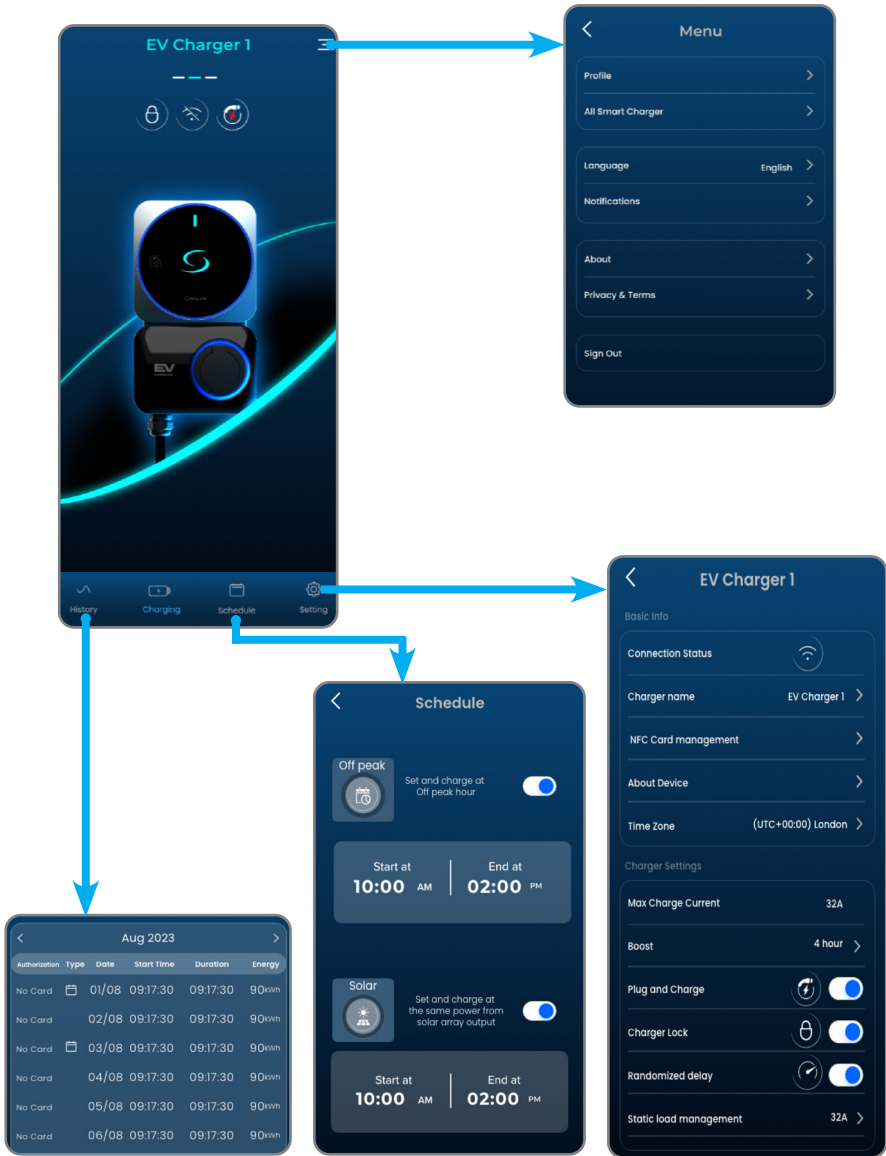 EV Charger 1
EV
History
Charging
Schedule
Setting
Menu
Profile
All Smart Charger
Language English
Notifications
About
Privacy & Terms
Sign Out
Aug 2023
Authorization Type Date Start Time Duration Energy
No Card 01/08 09:17:30 09:17:30 90kWh
No Card 02/08 09:17:30 09:17:30 90kWh
No Card 03/08 09:17:30 09:17:30 90kWh
No Card 04/08 09:17:30 09:17:30 90kWh
No Card 05/08 09:17:30 09:17:30 90kWh
No Card 06/08 09:17:30 09:17:30 90kWh
Schedule
Off peak
Set and charge at
Off peak hour
Start at End at
10:00 AM 02:00 PM
Solar
Set and charge at
the same power from
solar array output
Start at End at
10:00 AM 02:00 PM
EV Charger 1
Basic Info
Connection Status
Charger name EV Charger 1
NFC Card management
About Device
Time Zone (UTC+00:00) London
Charger Settings
Max Charge Current 32A
Boost 4 hour
Plug and Charge
Charger Lock
Randomized delay
Static load management 32A